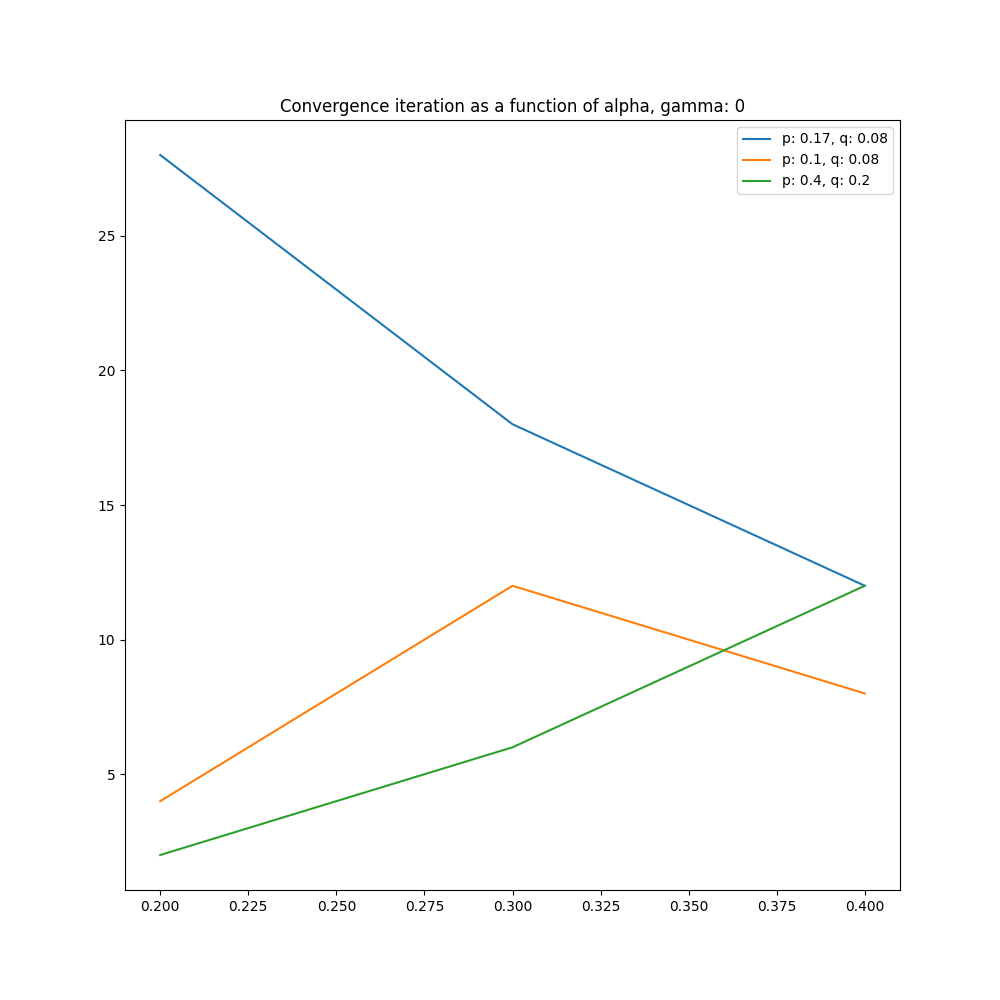 Convergence iteration as a function of alpha, gamma: 0
p: 0.17, q: 0.08
p: 0.1, q: 0.08
p: 0.4, q: 0.2
25
20
15
10
5
0.200 0.225 0.250 0.275 0.300 0.325 0.350 0.375 0.400